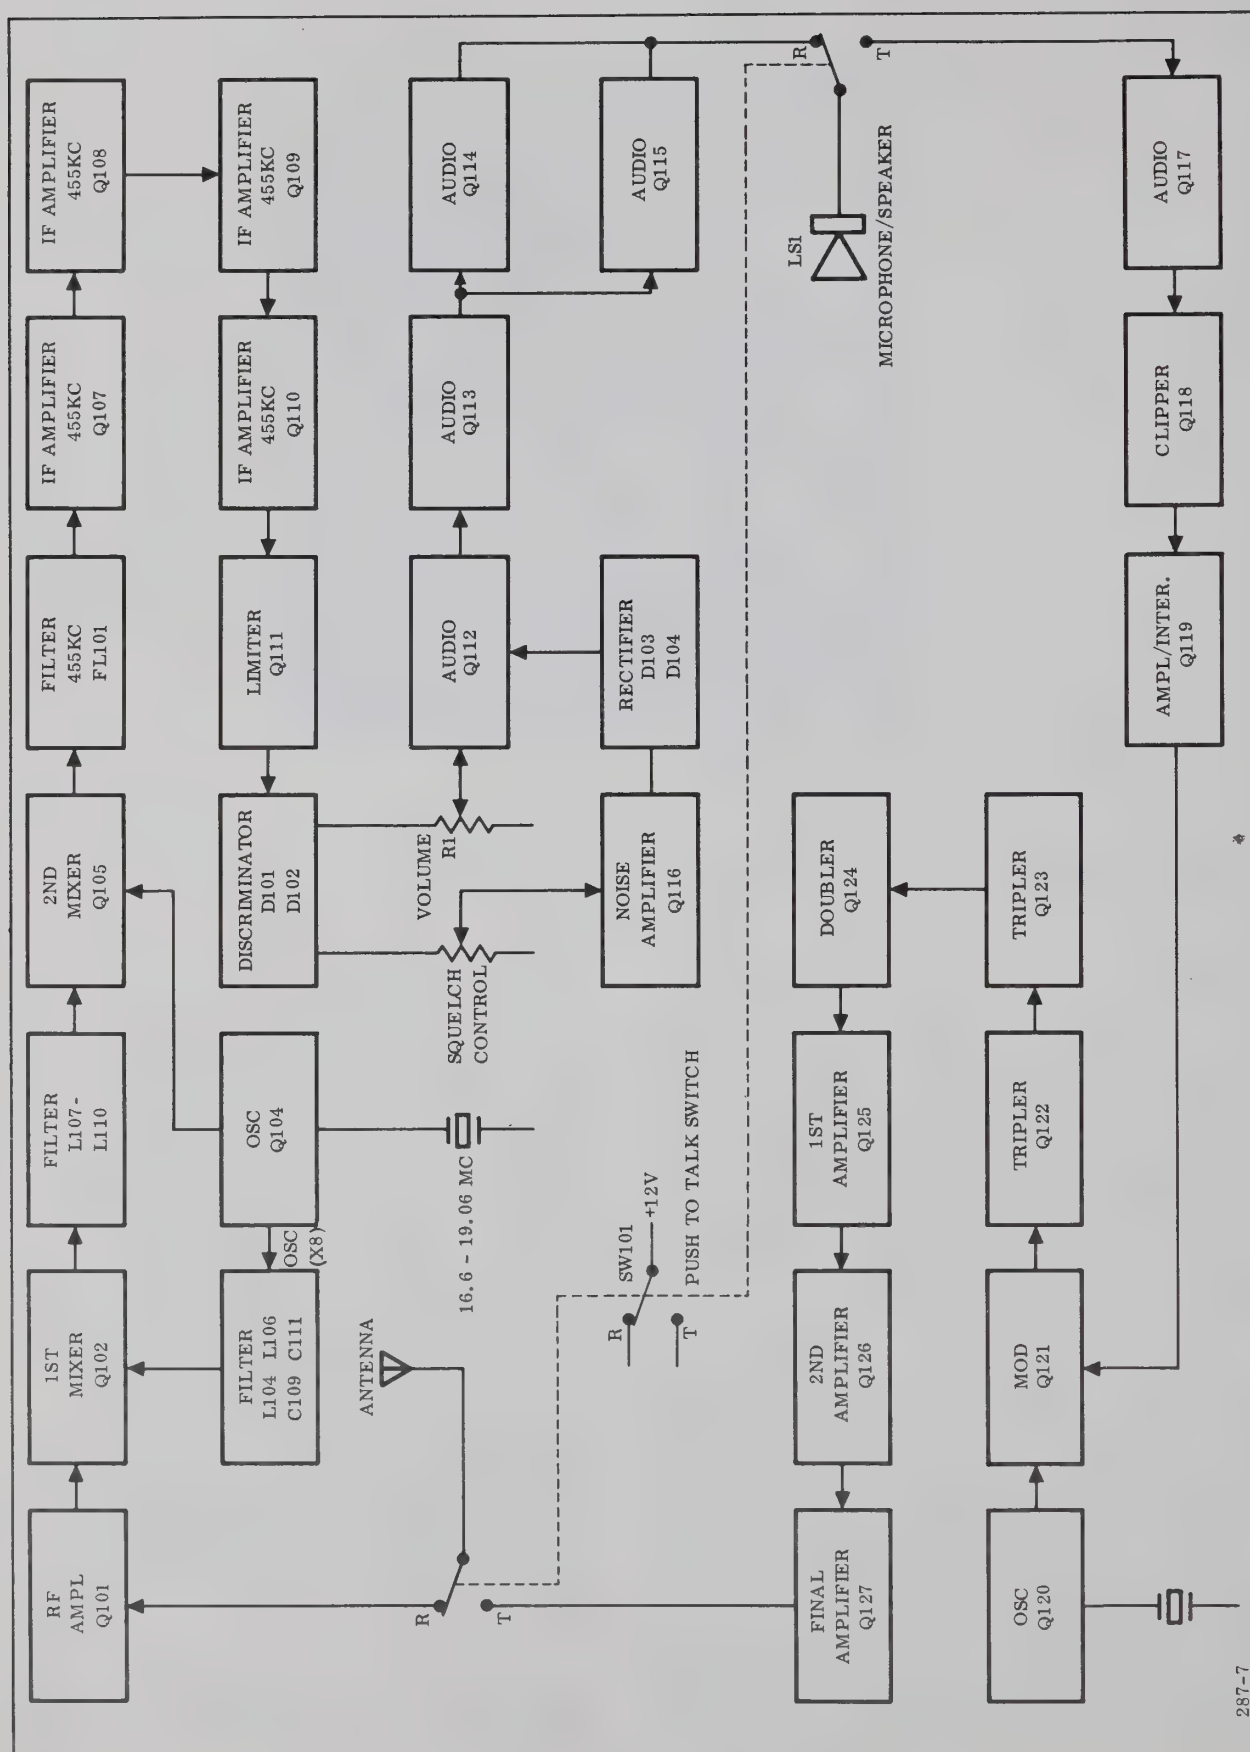 RF
AMPL
Q101
1ST
MIXER
Q102
FILTER
L107-
L110
2ND
MIXER
Q105
FILTER
455KC
FL101
IF AMPLIFIER
455KC
Q107
IF AMPLIFIER
455KC
Q108
FILTER
L104 L106
C109 C111
OSC
(X8)
OSC
Q104
DISCRIMINATOR
D101
D102
LIMITER
Q111
IF AMPLIFIER
455KC
Q110
IF AMPLIFIER
455KC
Q109
ANTENNA
16.6 - 19.06 MC
SQUELCH
CONTROL
VOLUME
R1
AUDIO
Q112
AUDIO
Q113
AUDIO
Q114
R
T
NOISE
AMPLIFIER
Q116
RECTIFIER
D103
D104
AUDIO
Q115
R
T
SW101
+12V
PUSH TO TALK SWITCH
LS1
MICROPHONE/SPEAKER
R
T
FINAL
AMPLIFIER
Q127
2ND
AMPLIFIER
Q126
1ST
AMPLIFIER
Q125
DOUBLER
Q124
OSC
Q120
MOD
Q121
TRIPLER
Q122
TRIPLER
Q123
AMPL/INTER.
Q119
CLIPPER
Q118
AUDIO
Q117
287-7